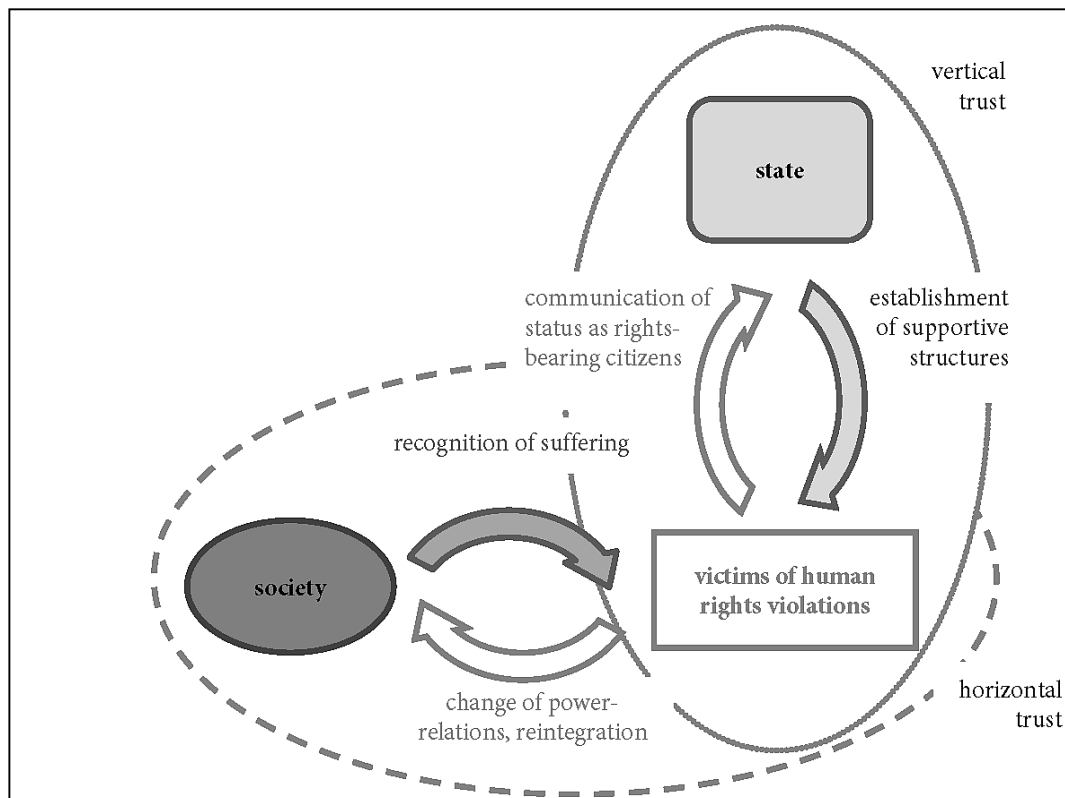 vertical
trust
state
communication of
status as rights-
bearing citizens
establishment
of supportive
structures
recognition of suffering
society
victims of human
rights violations
change of power-
relations, reintegration
horizontal
trust